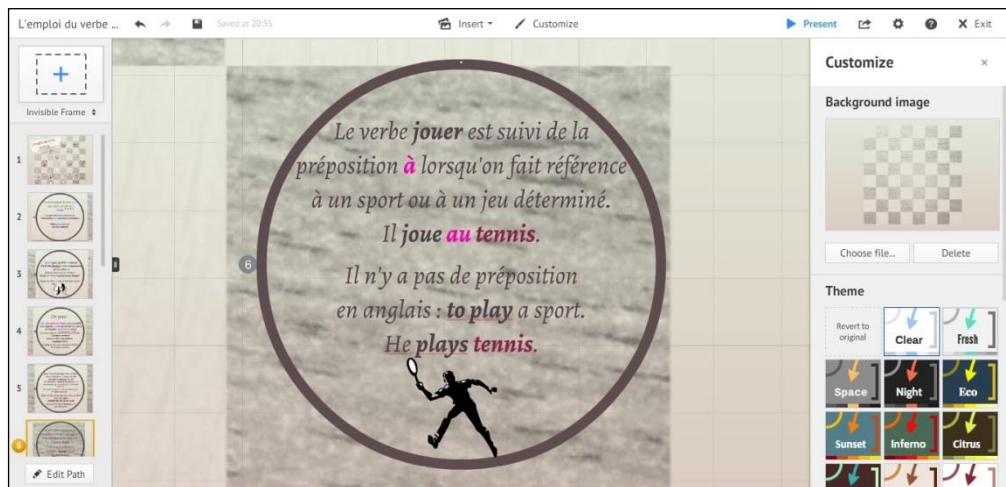 L'emploi du verbe ...
Saved at 20:35
Insert
Customize
Present
Exit
Invisible Frame
1
2
3
4
5
6
Edit Path
6
Le verbe jouer est suivi de la
préposition à lorsqu'on fait référence
à un sport ou à un jeu déterminé.
Il joue au tennis.
Il n'y a pas de préposition
en anglais : to play a sport.
He plays tennis.
Customize
Background image
Choose file...
Delete
Theme
Revert to
original
Clear
Fresh
Space
Night
Eco
Sunset
Inferno
Citrus